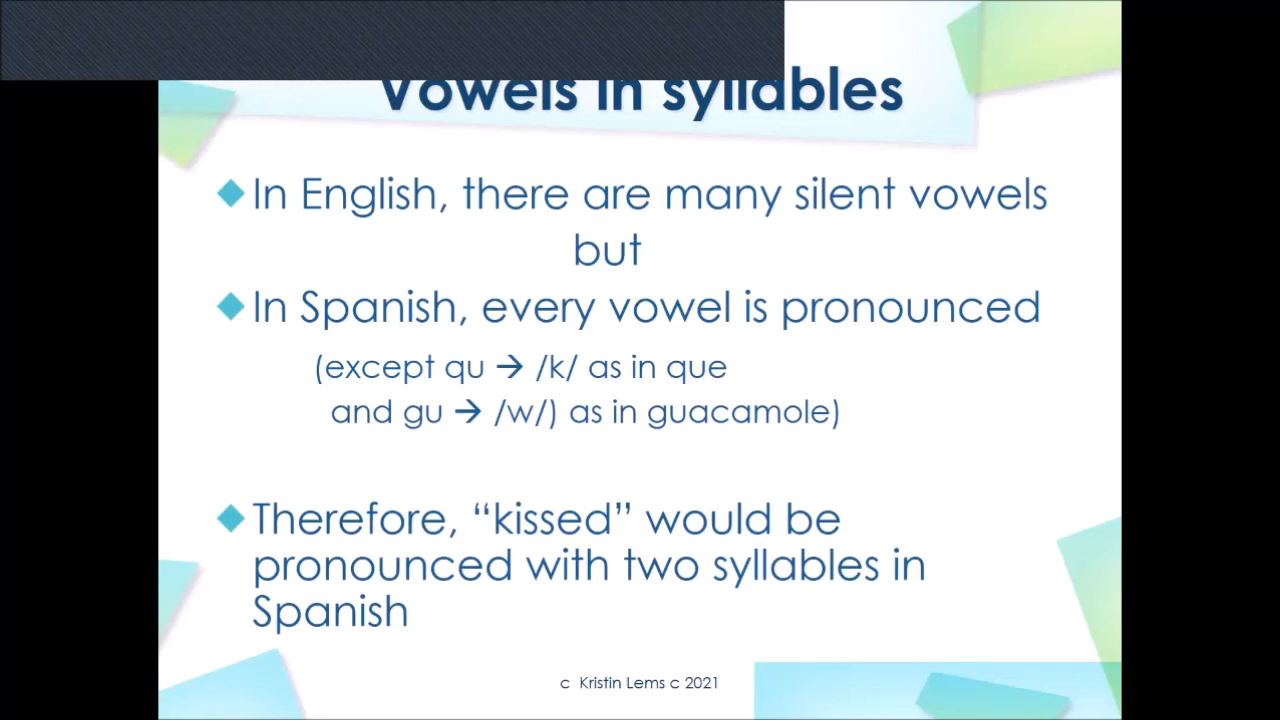 Vowels in syllables
In English, there are many silent vowels
but
In Spanish, every vowel is pronounced
(except qu → /k/ as in que
and gu → /w/) as in guacamole)
Therefore, “kissed” would be
pronounced with two syllables in
Spanish
c Kristin Lems c 2021